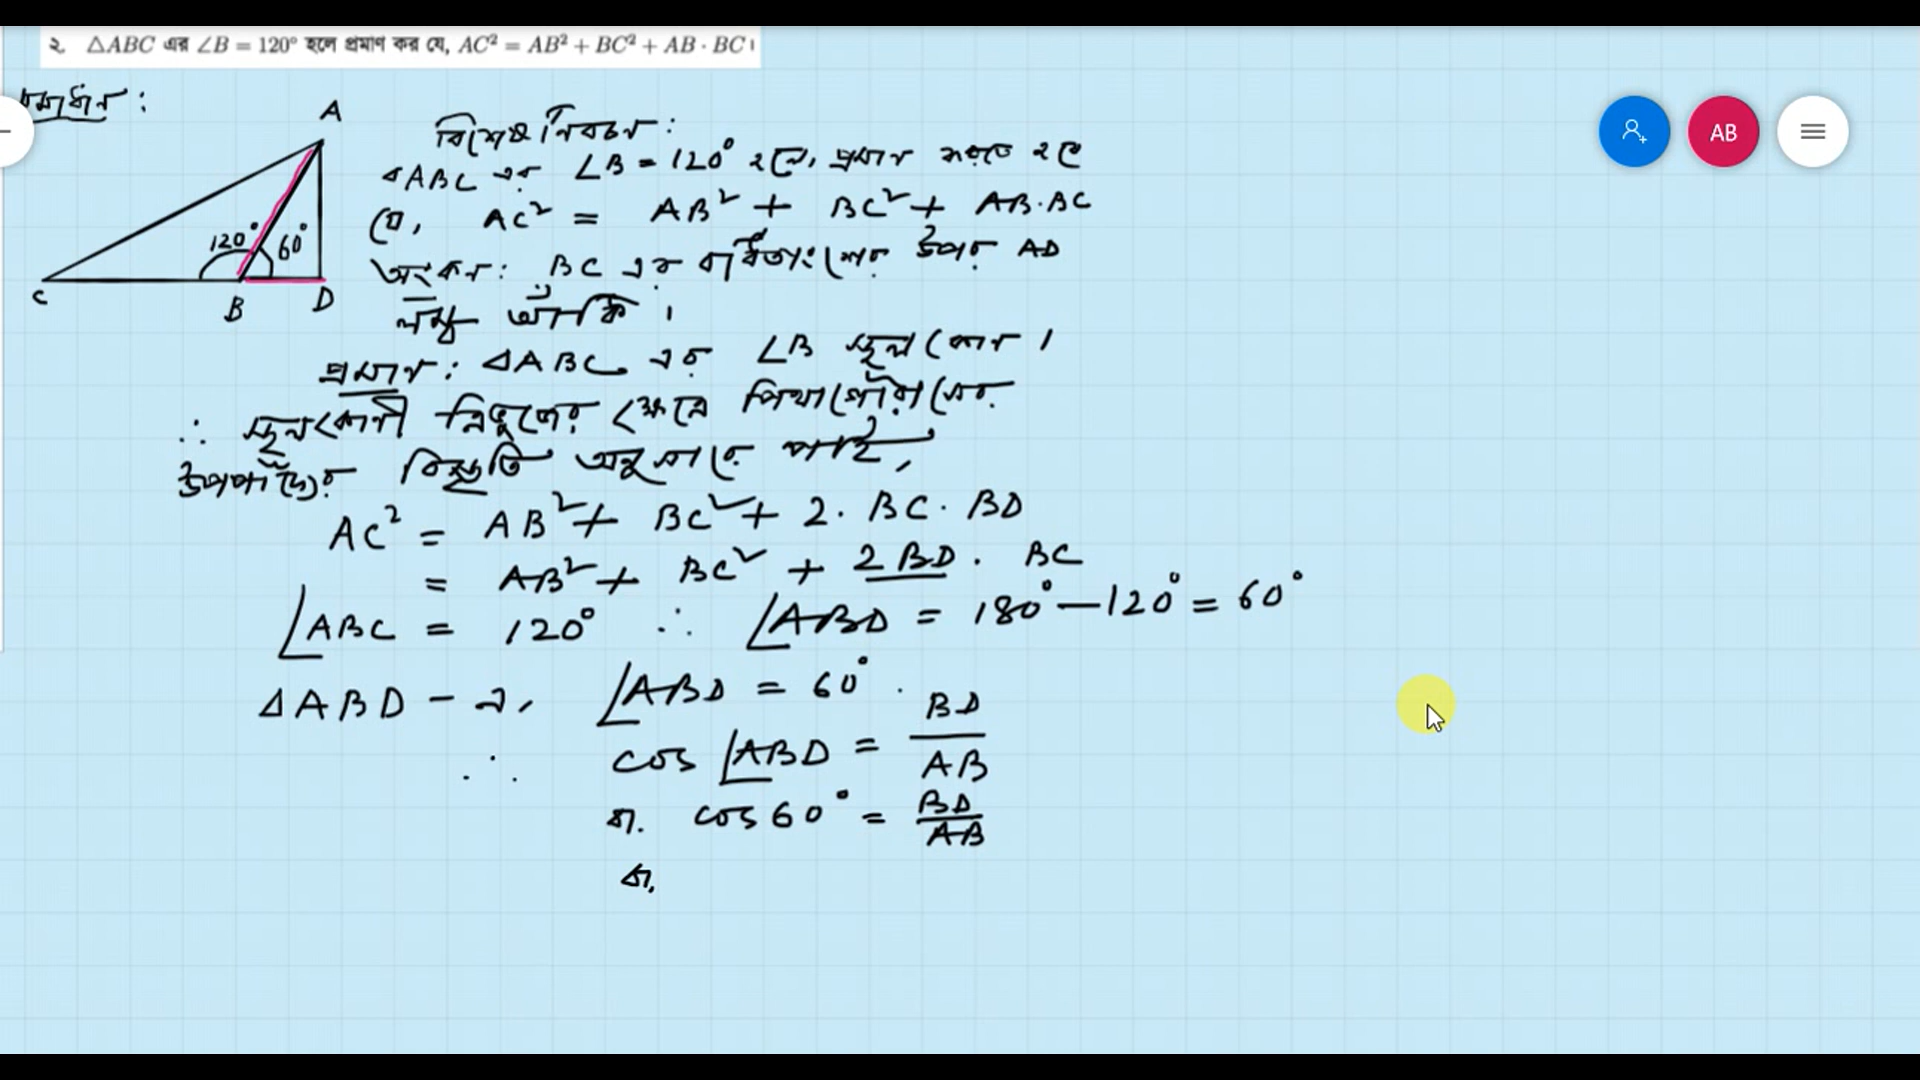 ২. △ABC এর ∠B = 120° হলে প্রমাণ কর যে, AC² = AB² + BC² + AB · BC।
সমাধান :
A
120° 60°
C B D
বিশেষ নির্বচন :
△ABC এর ∠B = 120° হলে, প্রমাণ করতে হবে
যে, AC² = AB² + BC² + AB·BC
অংকন : BC এর বর্ধিতাংশের উপর AD
লম্ব আঁকি।
প্রমাণ : △ABC এর ∠B স্থূলকোণ।
∴ স্থূলকোণী ত্রিভুজের ক্ষেত্রে পিথাগোরাসের
উপপাদ্যের বিস্তৃতি অনুসারে পাই,
AC² = AB² + BC² + 2. BC. BD
= AB² + BC² + 2 BD . BC
∠ABC = 120° ∴ ∠ABD = 180° - 120° = 60°
△ABD - এ, ∠ABD = 60° .
∴ cos ∠ABD = BD/AB
বা, cos 60° = BD/AB
বা,
AB